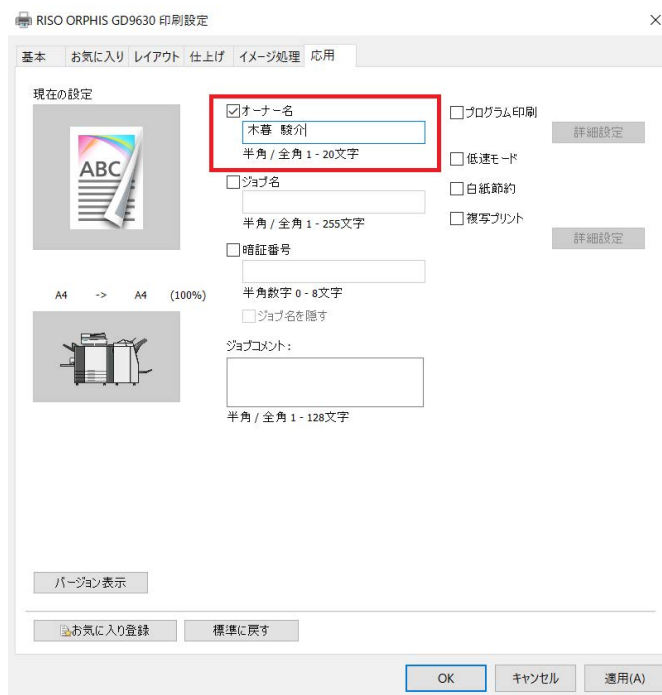 RISO ORPHIS GD9630 印刷設定
基本 お気に入り レイアウト 仕上げ イメージ処理 応用
現在の設定
ABC
A4 -> A4 (100%)
オーナー名
木暮 駿介
半角 / 全角 1 - 20文字
ジョブ名
半角 / 全角 1 - 255文字
暗証番号
半角数字 0 - 8文字
ジョブ名を隠す
ジョブコメント：
半角 / 全角 1 - 128文字
プログラム印刷
詳細設定
低速モード
白紙節約
複写プリント
詳細設定
バージョン表示
お気に入り登録 標準に戻す
OK キャンセル 適用(A)